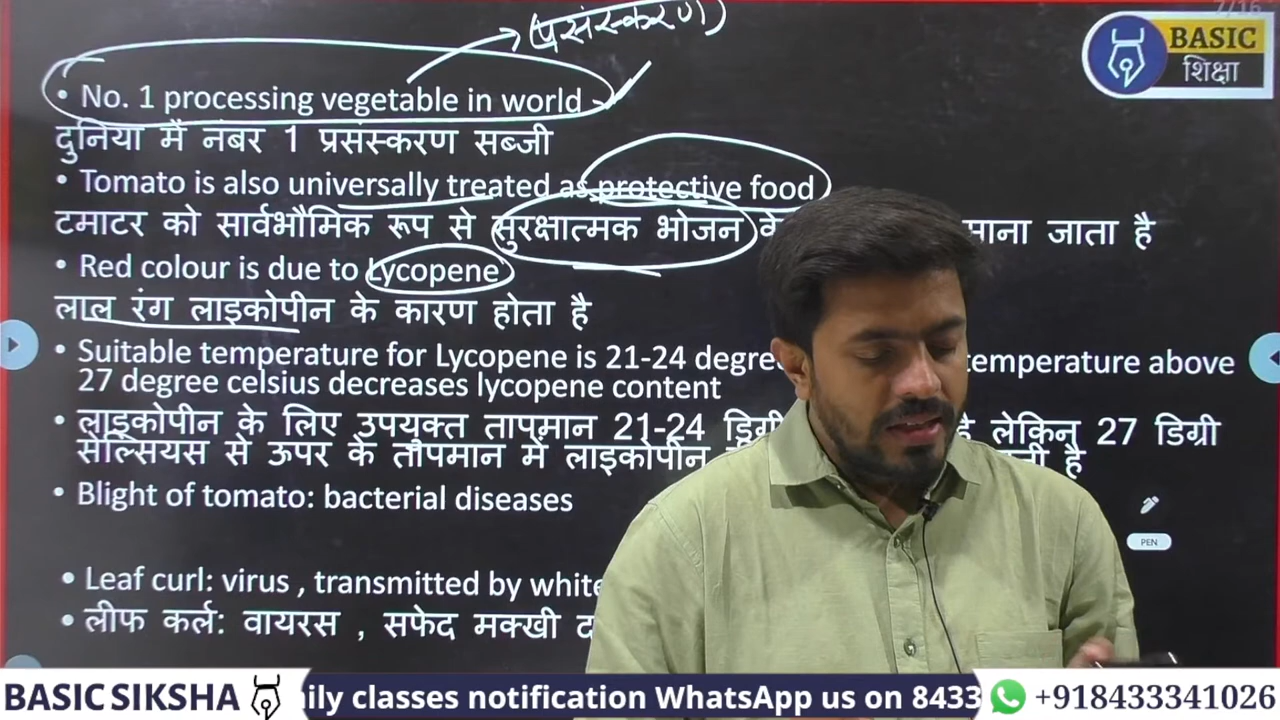 7/16
(प्रसंस्करण)
BASIC
शिक्षा
• No. 1 processing vegetable in world
दुनिया में नंबर 1 प्रसंस्करण सब्जी
• Tomato is also universally treated as protective food
टमाटर को सार्वभौमिक रूप से सुरक्षात्मक भोजन के माना जाता है
• Red colour is due to Lycopene
लाल रंग लाइकोपीन के कारण होता है
• Suitable temperature for Lycopene is 21-24 temperature above
27 degree celsius decreases lycopene content
• लाइकोपीन के लिए उपयुक्त तापमान 21-24 डिग्री है लेकिन 27 डिग्री
सेल्सियस से ऊपर के तापमान में लाइकोपीन है
• Blight of tomato: bacterial diseases
PEN
• Leaf curl: virus , transmitted by
• लीफ कर्ल: वायरस , सफेद मक्खी
BASIC SIKSHA
classes notification WhatsApp us on 8433
+918433341026